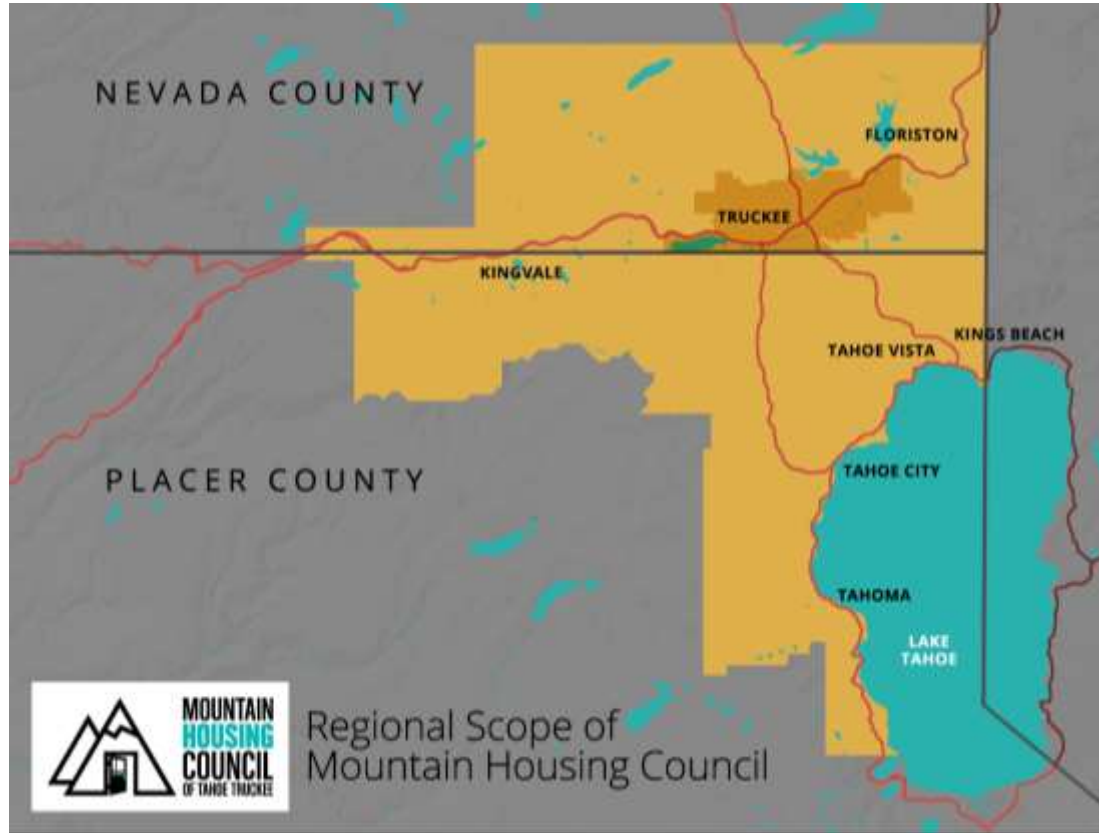 NEVADA COUNTY
FLORISTON
TRUCKEE
KINGVALE
KINGS BEACH
TAHOE VISTA
TAHOE CITY
PLACER COUNTY
TAHOMA
LAKE
TAHOE
MOUNTAIN
HOUSING
COUNCIL
OF TAHOE TRUCKEE
Regional Scope of
Mountain Housing Council